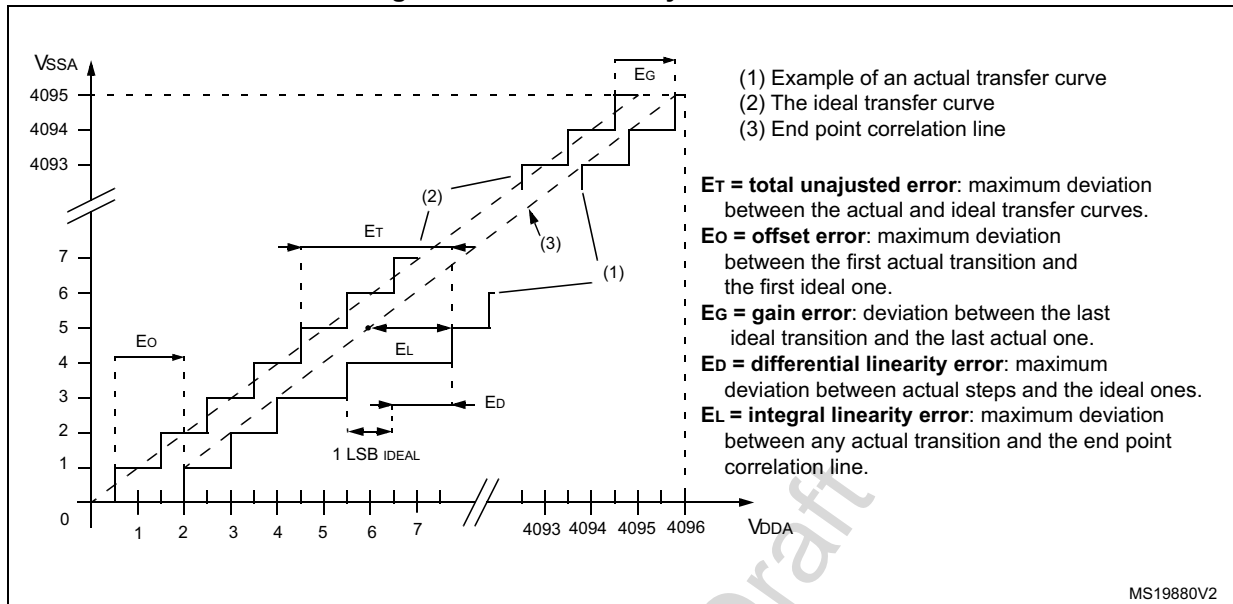 VSSA
4095
4094
4093
7
6
5
4
3
2
1
0
1 2 3 4 5 6 7 4093 4094 4095 4096
VDDA
EG
(2)
ET
(3)
(1)
EO
EL
ED
1 LSB IDEAL
(1) Example of an actual transfer curve
(2) The ideal transfer curve
(3) End point correlation line
ET = total unajusted error: maximum deviation
between the actual and ideal transfer curves.
EO = offset error: maximum deviation
between the first actual transition and
the first ideal one.
EG = gain error: deviation between the last
ideal transition and the last actual one.
ED = differential linearity error: maximum
deviation between actual steps and the ideal ones.
EL = integral linearity error: maximum deviation
between any actual transition and the end point
correlation line.
Draft
MS19880V2